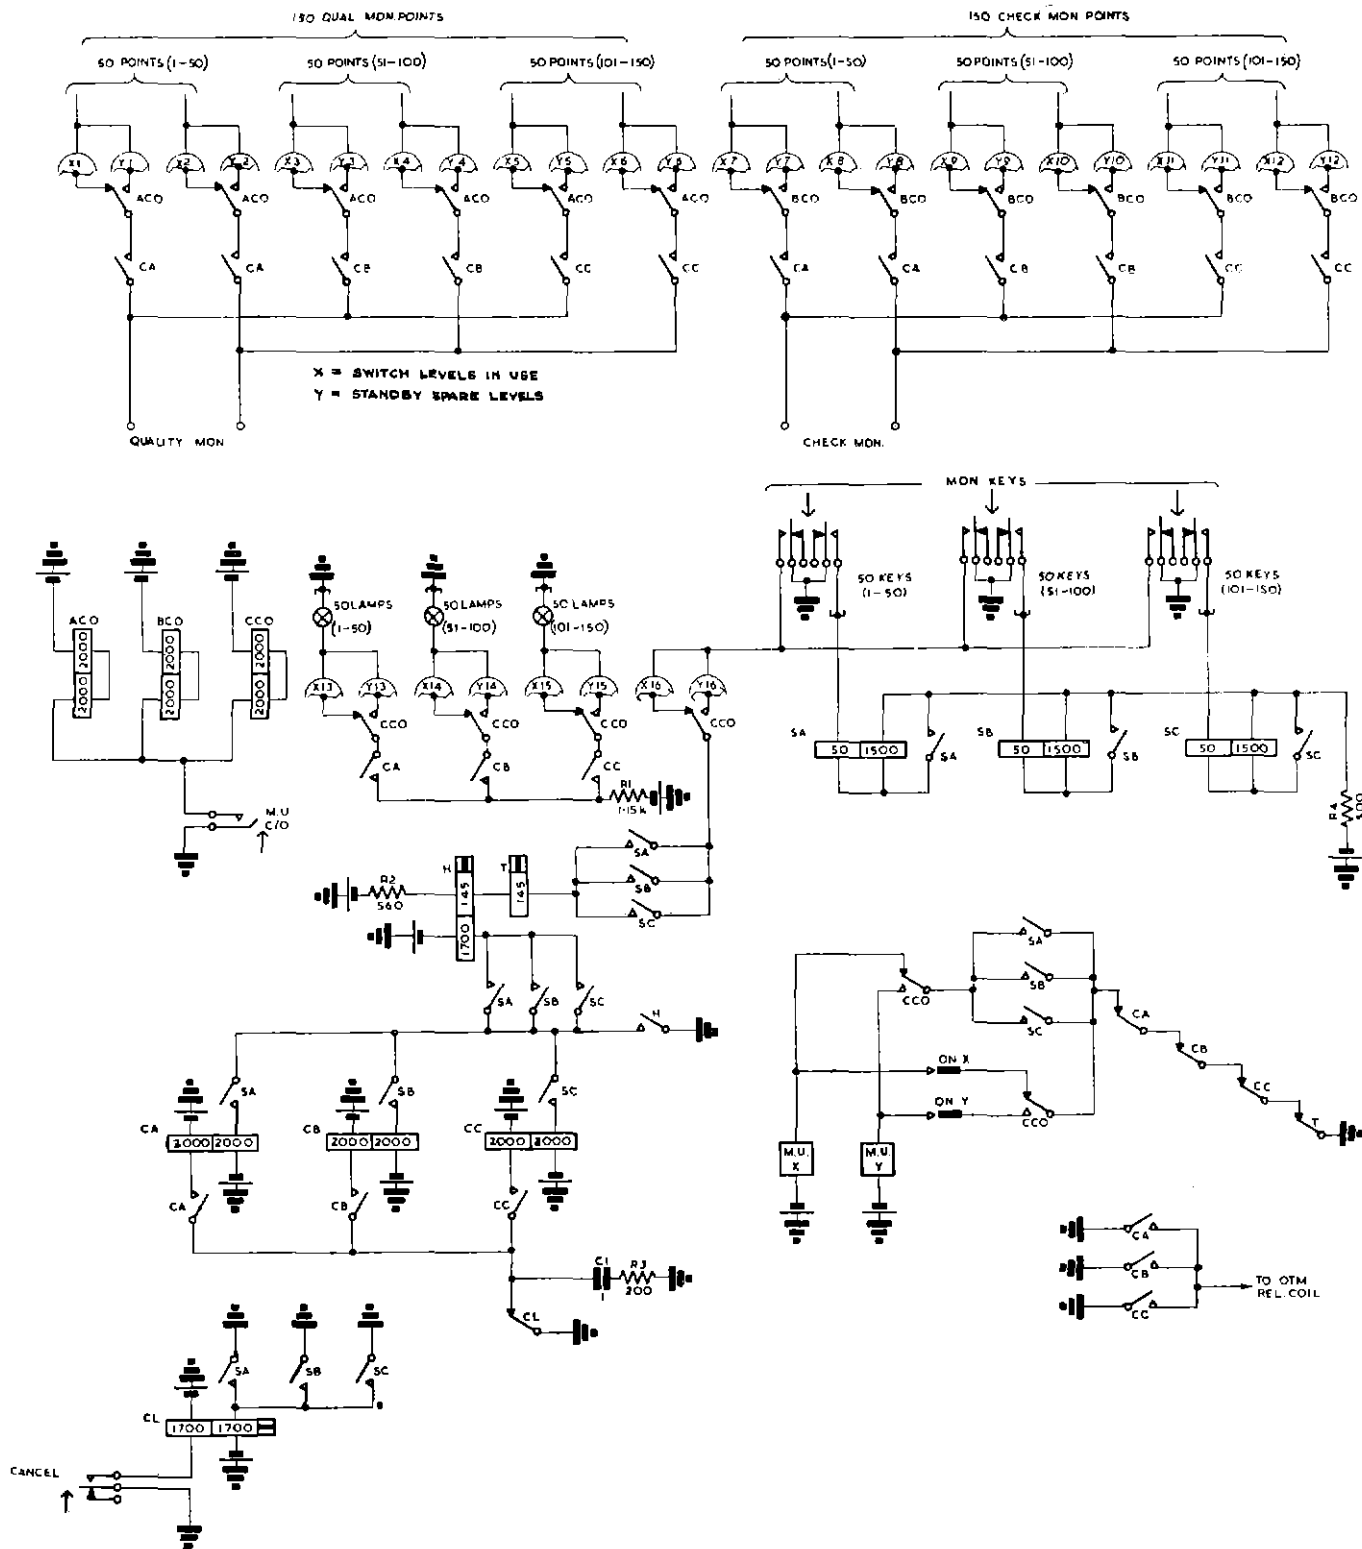 150 QUAL MON. POINTS
150 CHECK MON POINTS
50 POINTS (1-50)
50 POINTS (51-100)
50 POINTS (101-150)
50 POINTS (1-50)
50 POINTS (51-100)
50 POINTS (101-150)
X1 Y1 X2 Y2 X3 Y3 X4 Y4 X5 Y5 X6 Y6 X7 Y7 X8 Y8 X9 Y9 X10 Y10 X11 Y11 X12 Y12
ACO ACO ACO ACO ACO ACO BCO BCO BCO BCO BCO BCO
CA CA CB CB CC CC CA CA CB CB CC CC
X = SWITCH LEVELS IN USE
Y = STANDBY SPARE LEVELS
QUALITY MON
CHECK MON.
MON KEYS
50 KEYS
(1-50)
50 KEYS
(51-100)
50 KEYS
(101-150)
ACO
2000 2000
BCO
2000 2000
CCO
2000 2000
50 LAMPS
(1-50)
50 LAMPS
(51-100)
50 LAMPS
(101-150)
X13 Y13 X14 Y14 X15 Y15 X16 Y16
CCO CCO CCO CCO
CA CB CC
R1
1·15K
M.U
C/O
SA
50 1500
SA
SB
50 1500
SB
SC
50 1500
SC
R4
500
R2
560
H
145
1700
T
145
SA
SB
SC
SA SB SC
H
SA SB SC
CA
2000 2000
CB
2000 2000
CC
2000 2000
CA CB CC
C1
1
R3
200
CL
SA SB SC
CL
1700 1700
CANCEL
SA
SB
SC
CCO
CA
CB
CC
T
ON X
ON Y
CCO
M.U.
X
M.U.
Y
CA
CB
CC
TO OTM
REL. COIL